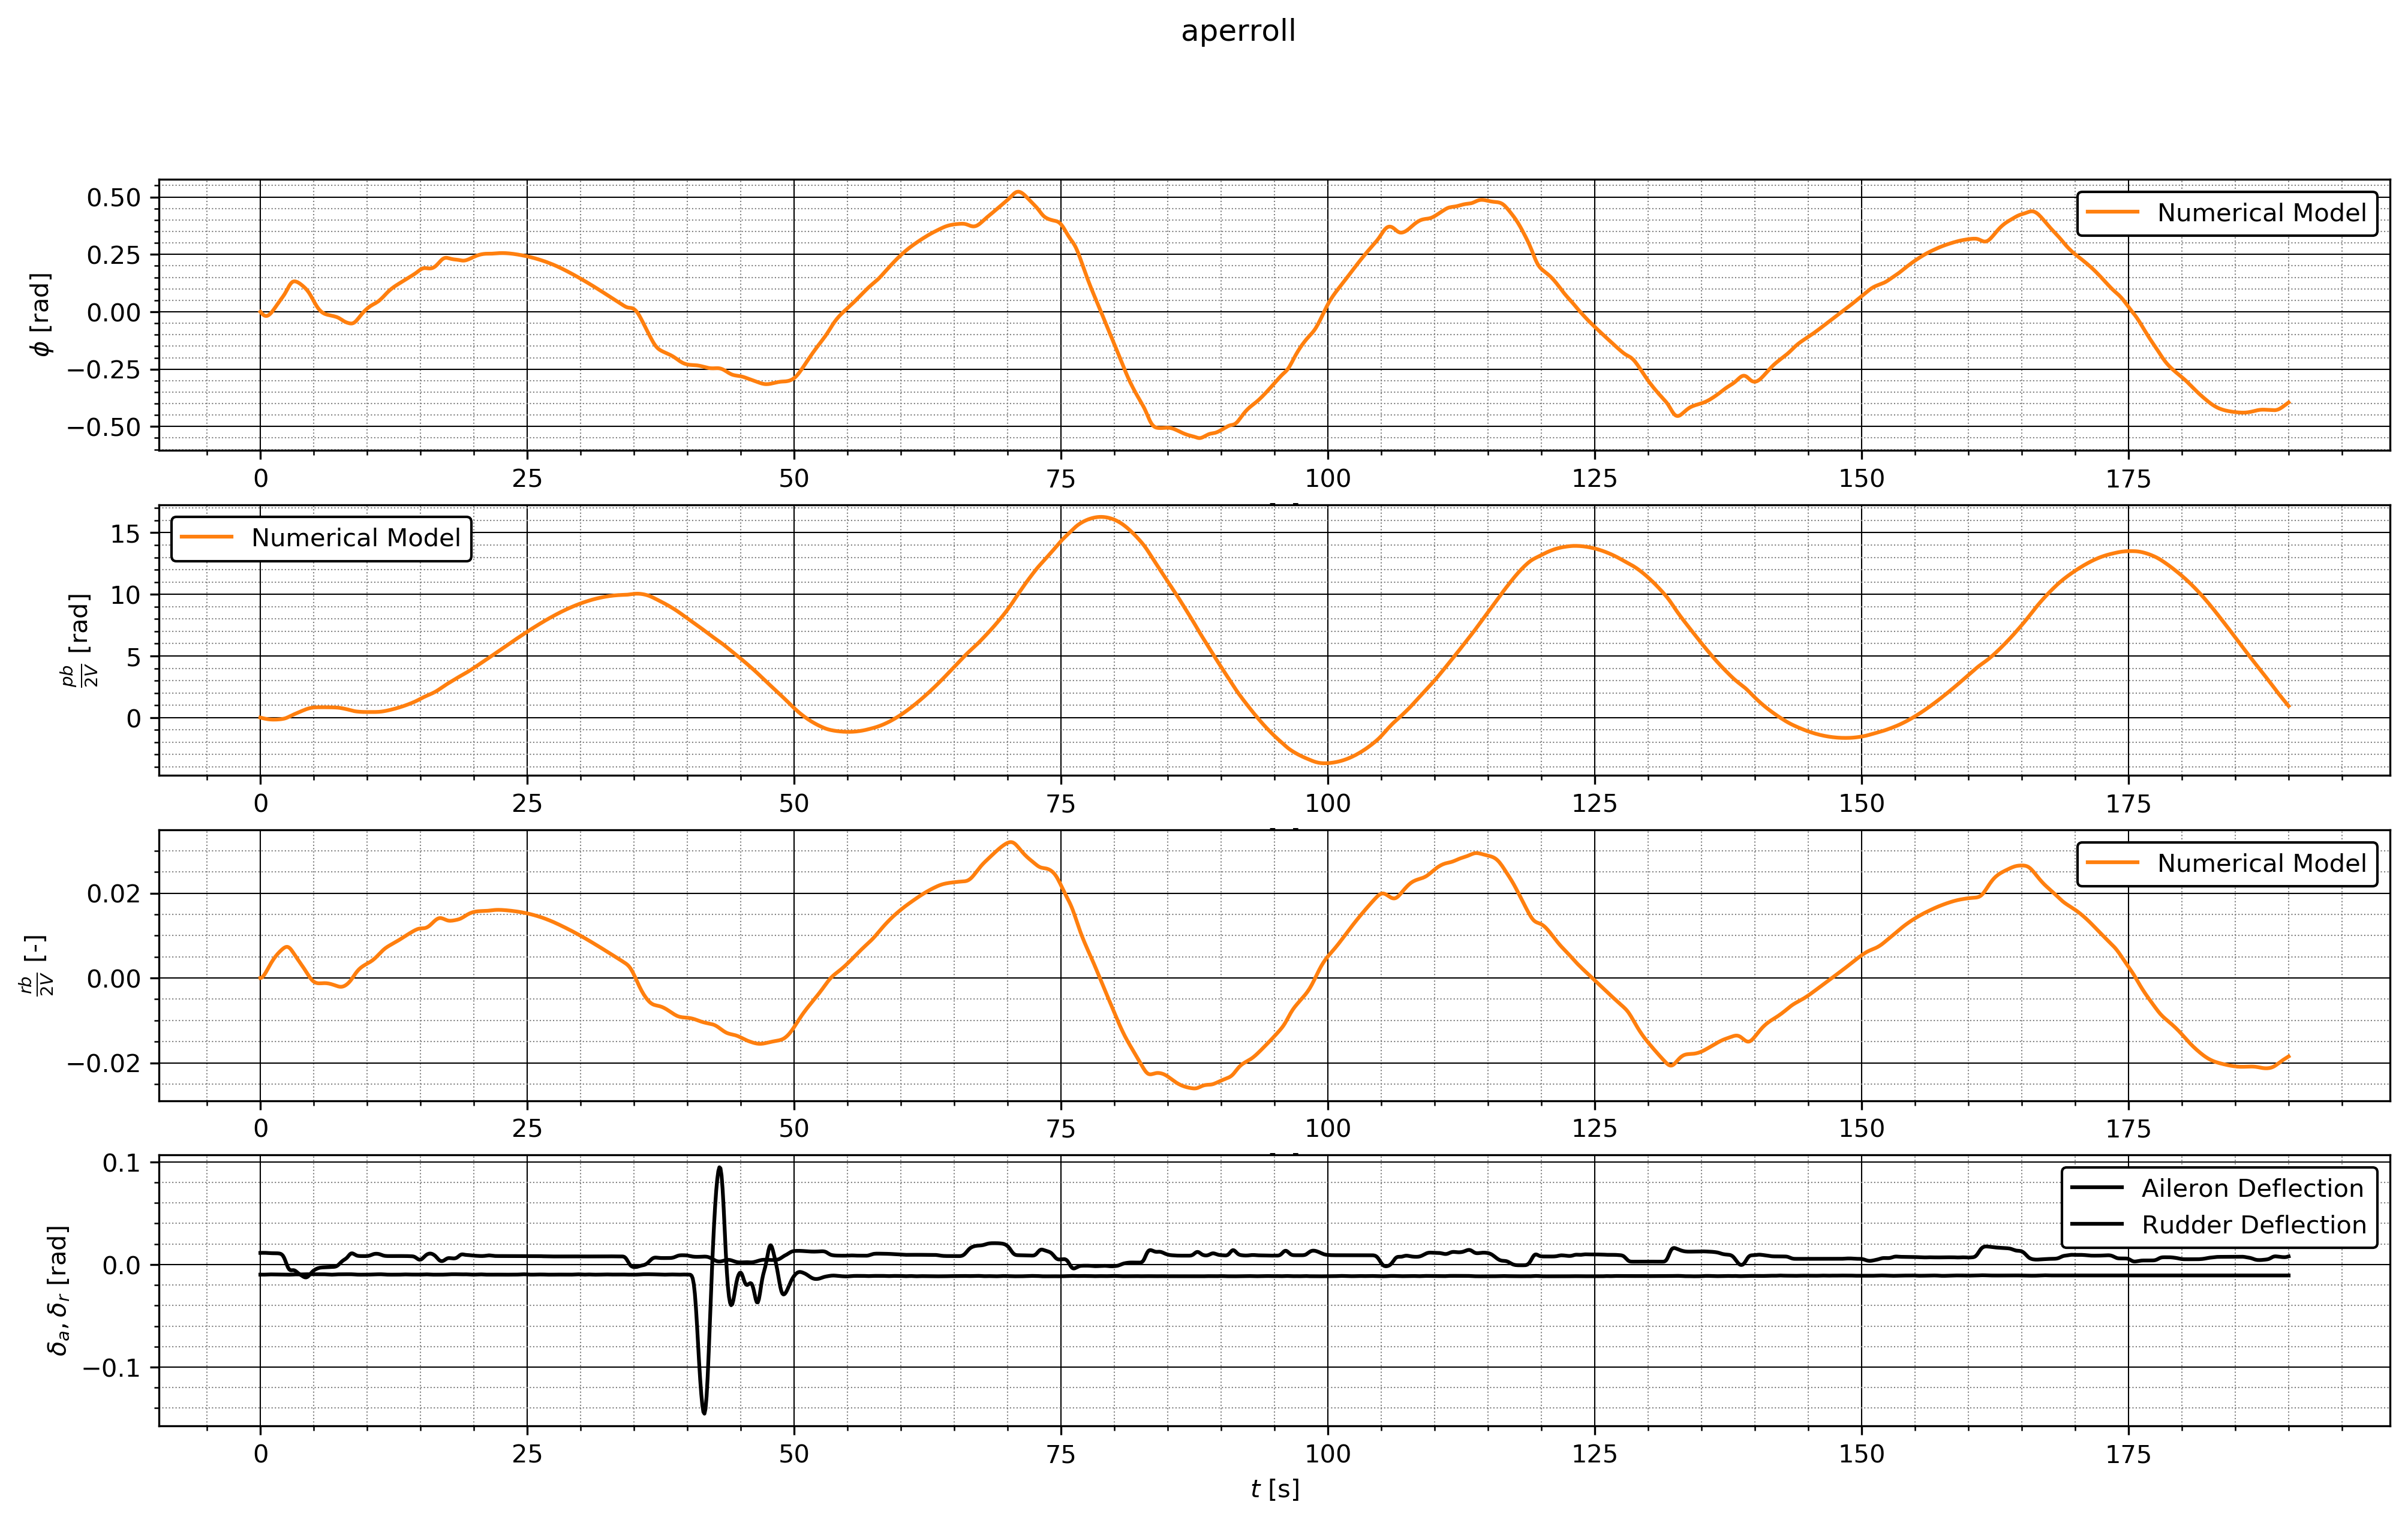 aperroll
0.50
0.25
0.00
−0.25
−0.50
ϕ [rad]
Numerical Model
0 25 50 75 100 125 150 175
15
10
5
0
pb/2V [rad]
Numerical Model
0 25 50 75 100 125 150 175
0.02
0.00
−0.02
rb/2V [-]
Numerical Model
0 25 50 75 100 125 150 175
0.1
0.0
−0.1
δa, δr [rad]
Aileron Deflection
Rudder Deflection
0 25 50 75 100 125 150 175
t [s]